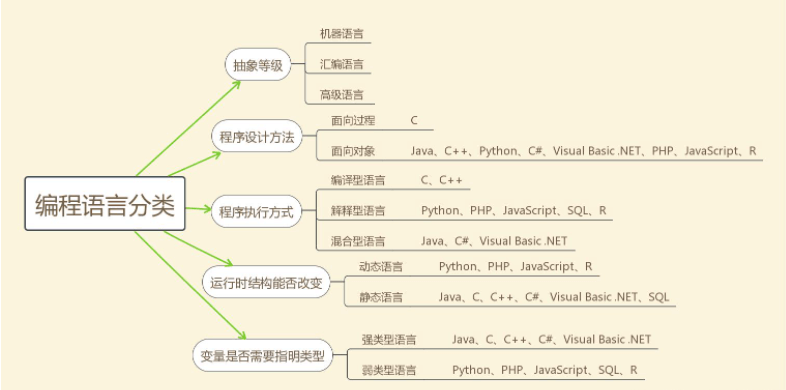 编程语言分类
抽象等级
机器语言
汇编语言
高级语言
程序设计方法
面向过程 C
面向对象 Java、C++、Python、C#、Visual Basic .NET、PHP、JavaScript、R
程序执行方式
编译型语言 C、C++
解释型语言 Python、PHP、JavaScript、SQL、R
混合型语言 Java、C#、Visual Basic .NET
运行时结构能否改变
动态语言 Python、PHP、JavaScript、R
静态语言 Java、C、C++、C#、Visual Basic .NET、SQL
变量是否需要指明类型
强类型语言 Java、C、C++、C#、Visual Basic .NET
弱类型语言 Python、PHP、JavaScript、SQL、R